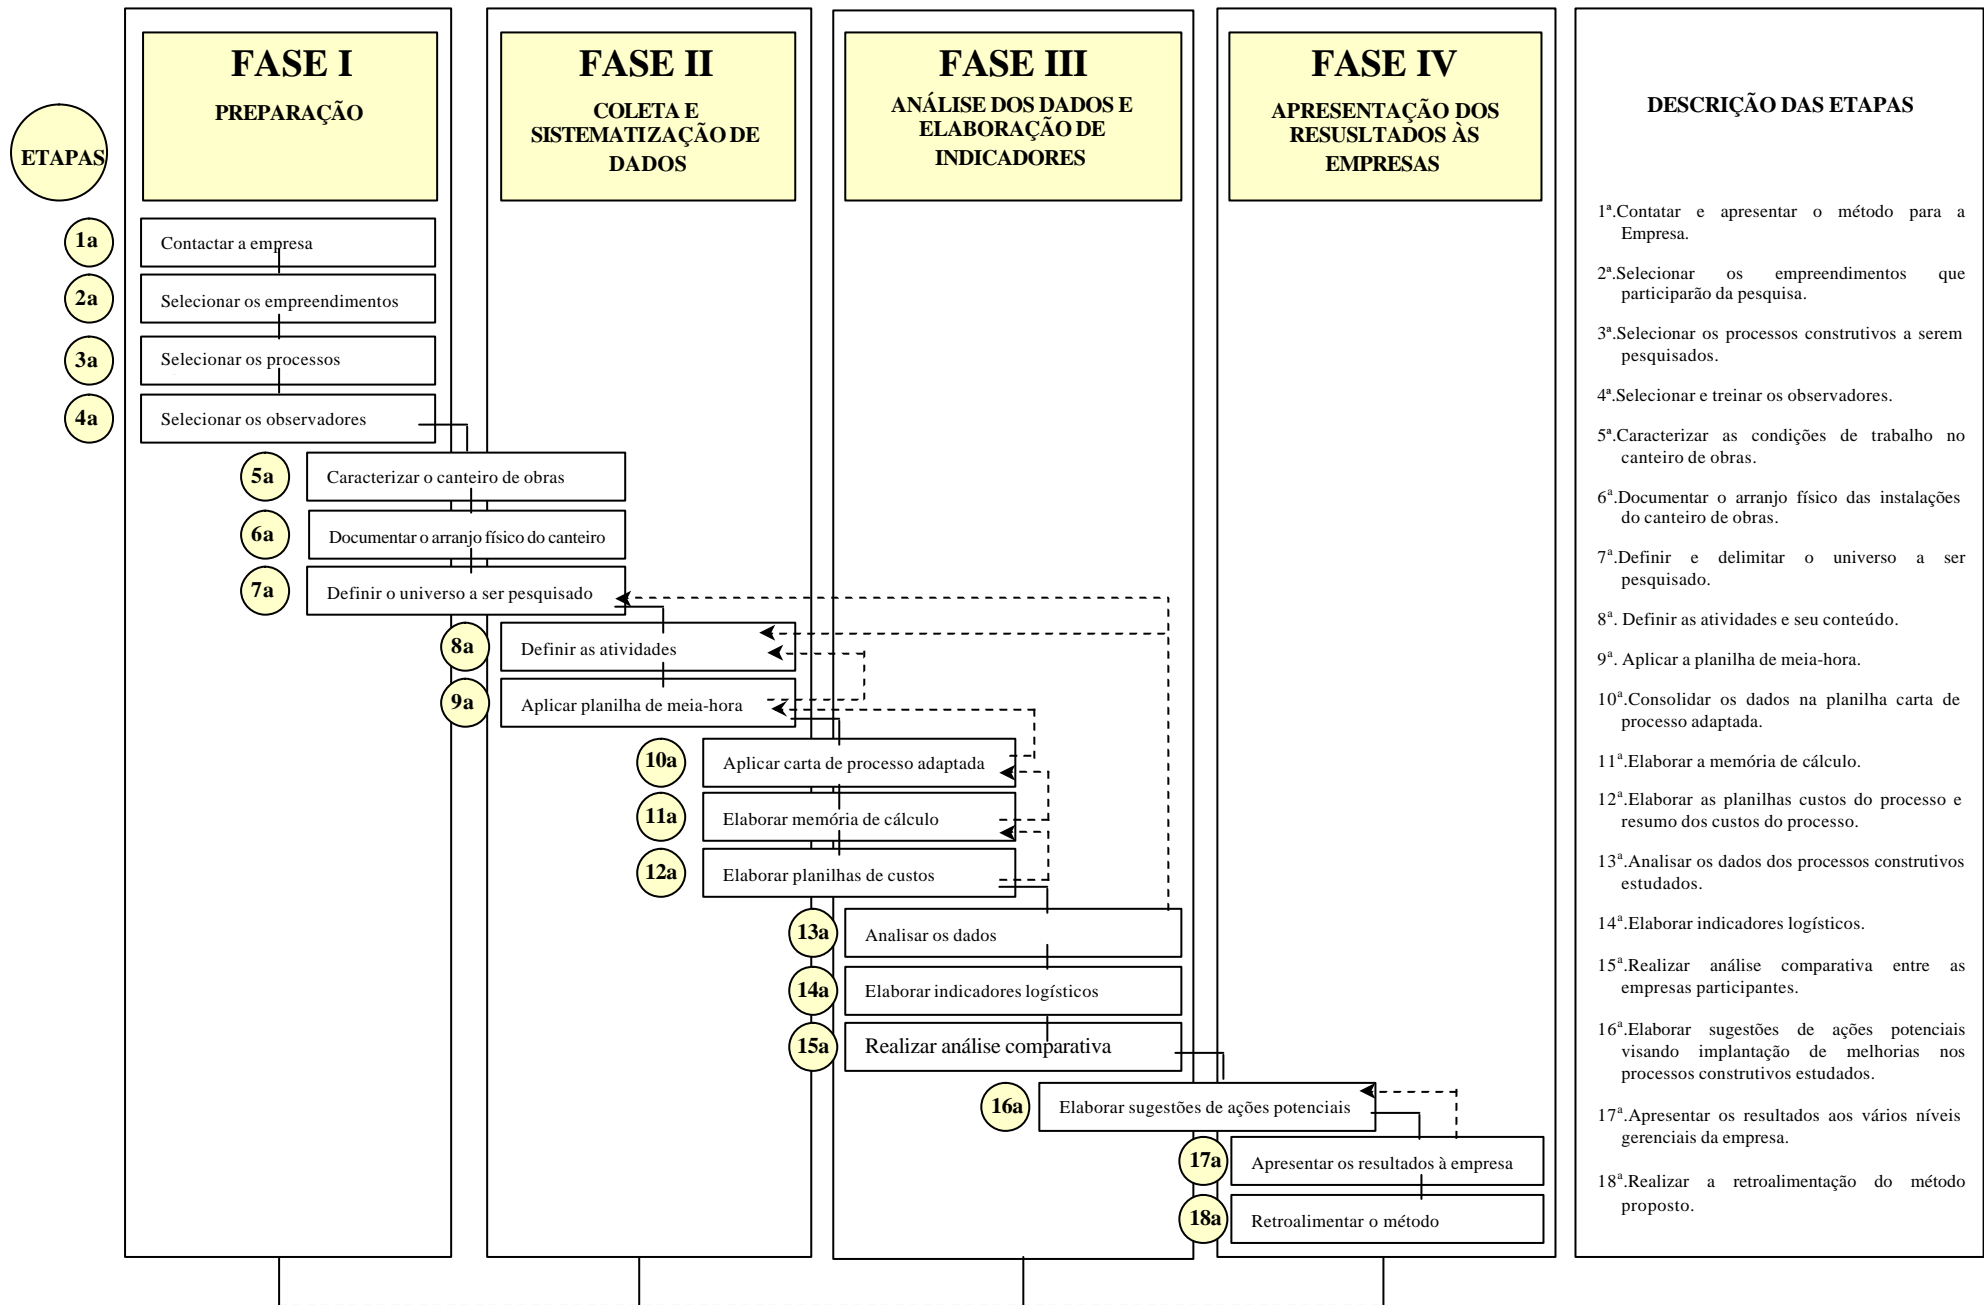 ETAPAS
FASE I
PREPARAÇÃO
FASE II
COLETA E
SISTEMATIZAÇÃO DE
DADOS
FASE III
ANÁLISE DOS DADOS E
ELABORAÇÃO DE
INDICADORES
FASE IV
APRESENTAÇÃO DOS
RESUSLTADOS ÀS
EMPRESAS
DESCRIÇÃO DAS ETAPAS
1a
Contactar a empresa
2a
Selecionar os empreendimentos
3a
Selecionar os processos
4a
Selecionar os observadores
5a
Caracterizar o canteiro de obras
6a
Documentar o arranjo físico do canteiro
7a
Definir o universo a ser pesquisado
8a
Definir as atividades
9a
Aplicar planilha de meia-hora
10a
Aplicar carta de processo adaptada
11a
Elaborar memória de cálculo
12a
Elaborar planilhas de custos
13a
Analisar os dados
14a
Elaborar indicadores logísticos
15a
Realizar análise comparativa
16a
Elaborar sugestões de ações potenciais
17a
Apresentar os resultados à empresa
18a
Retroalimentar o método
1ª.Contatar e apresentar o método para a
Empresa.
2ª.Selecionar os empreendimentos que
participarão da pesquisa.
3ª.Selecionar os processos construtivos a serem
pesquisados.
4ª.Selecionar e treinar os observadores.
5ª.Caracterizar as condições de trabalho no
canteiro de obras.
6ª.Documentar o arranjo físico das instalações
do canteiro de obras.
7ª.Definir e delimitar o universo a ser
pesquisado.
8ª. Definir as atividades e seu conteúdo.
9ª. Aplicar a planilha de meia-hora.
10ª.Consolidar os dados na planilha carta de
processo adaptada.
11ª.Elaborar a memória de cálculo.
12ª.Elaborar as planilhas custos do processo e
resumo dos custos do processo.
13ª.Analisar os dados dos processos construtivos
estudados.
14ª.Elaborar indicadores logísticos.
15ª.Realizar análise comparativa entre as
empresas participantes.
16ª.Elaborar sugestões de ações potenciais
visando implantação de melhorias nos
processos construtivos estudados.
17ª.Apresentar os resultados aos vários níveis
gerenciais da empresa.
18ª.Realizar a retroalimentação do método
proposto.